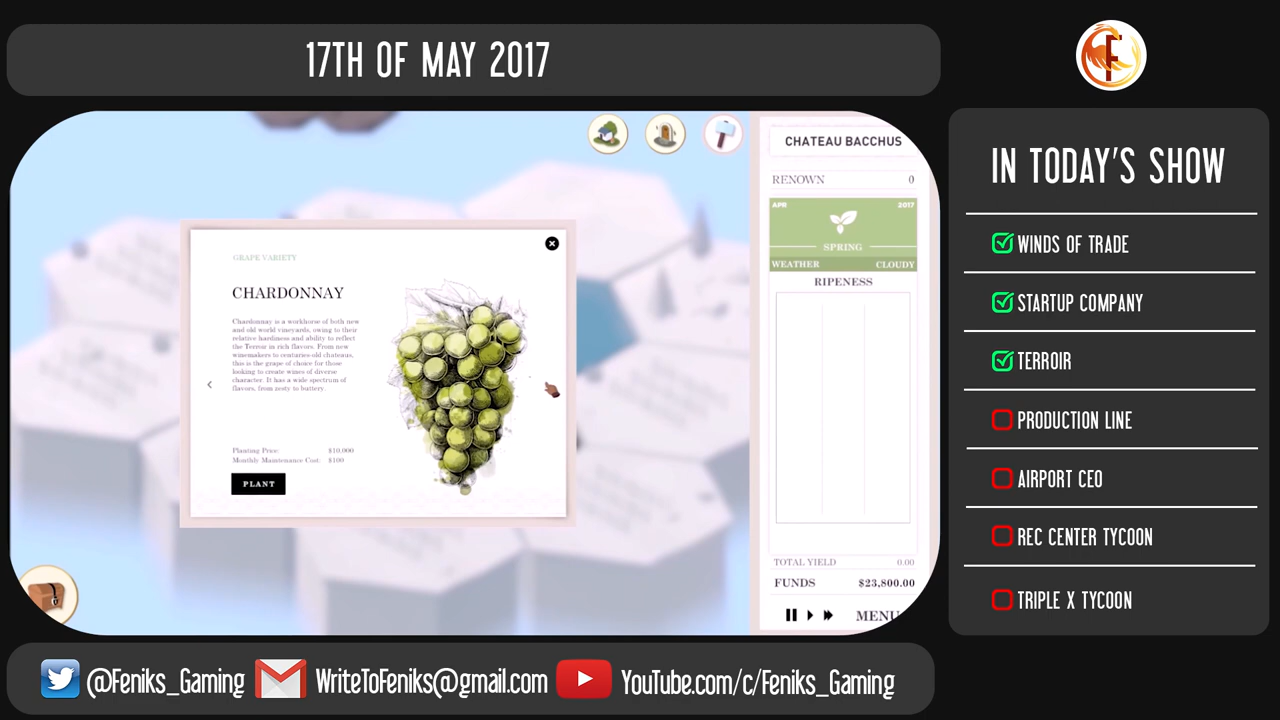 17TH OF MAY 2017
F
CHATEAU BACCHUS
RENOWN 0
APR 2017
SPRING
WEATHER CLOUDY
RIPENESS
TOTAL YIELD 0.00
FUNDS $23,800.00
MENU
GRAPE VARIETY
CHARDONNAY
Chardonnay is a workhorse of both new
and old world vineyards, owing to their
relative hardiness and ability to reflect
the Terroir in rich flavors. From new
winemakers to centuries-old chateaus,
this is the grape of choice for those
looking to create wines of diverse
character. It has a wide spectrum of
flavors, from zesty to buttery.
Planting Price: $10,000
Monthly Maintenance Cost: $100
PLANT
IN TODAY'S SHOW
WINDS OF TRADE
STARTUP COMPANY
TERROIR
PRODUCTION LINE
AIRPORT CEO
REC CENTER TYCOON
TRIPLE X TYCOON
@Feniks_Gaming WriteToFeniks@gmail.com YouTube.com/c/Feniks_Gaming